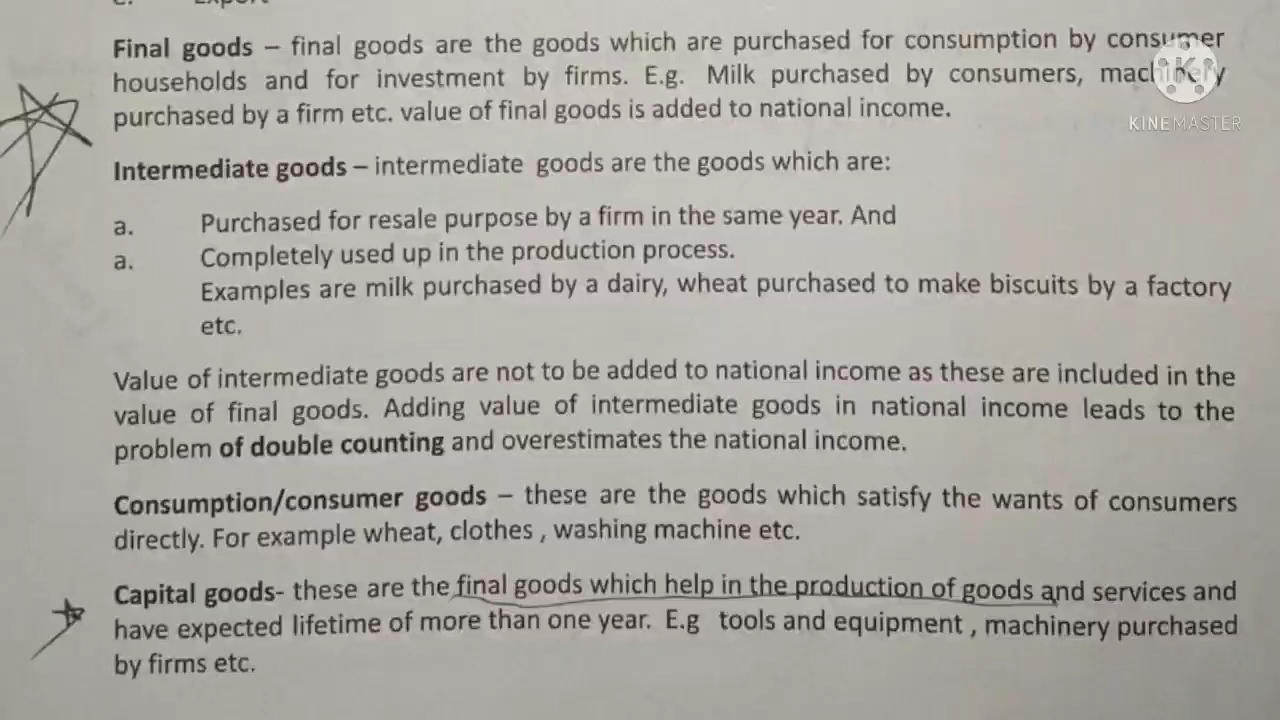 Export
Final goods – final goods are the goods which are purchased for consumption by consumer
households and for investment by firms. E.g. Milk purchased by consumers, machinery
purchased by a firm etc. value of final goods is added to national income.
KINEMASTER
Intermediate goods – intermediate goods are the goods which are:
a. Purchased for resale purpose by a firm in the same year. And
a. Completely used up in the production process.
Examples are milk purchased by a dairy, wheat purchased to make biscuits by a factory
etc.
Value of intermediate goods are not to be added to national income as these are included in the
value of final goods. Adding value of intermediate goods in national income leads to the
problem of double counting and overestimates the national income.
Consumption/consumer goods – these are the goods which satisfy the wants of consumers
directly. For example wheat, clothes , washing machine etc.
Capital goods- these are the final goods which help in the production of goods and services and
have expected lifetime of more than one year. E.g tools and equipment , machinery purchased
by firms etc.